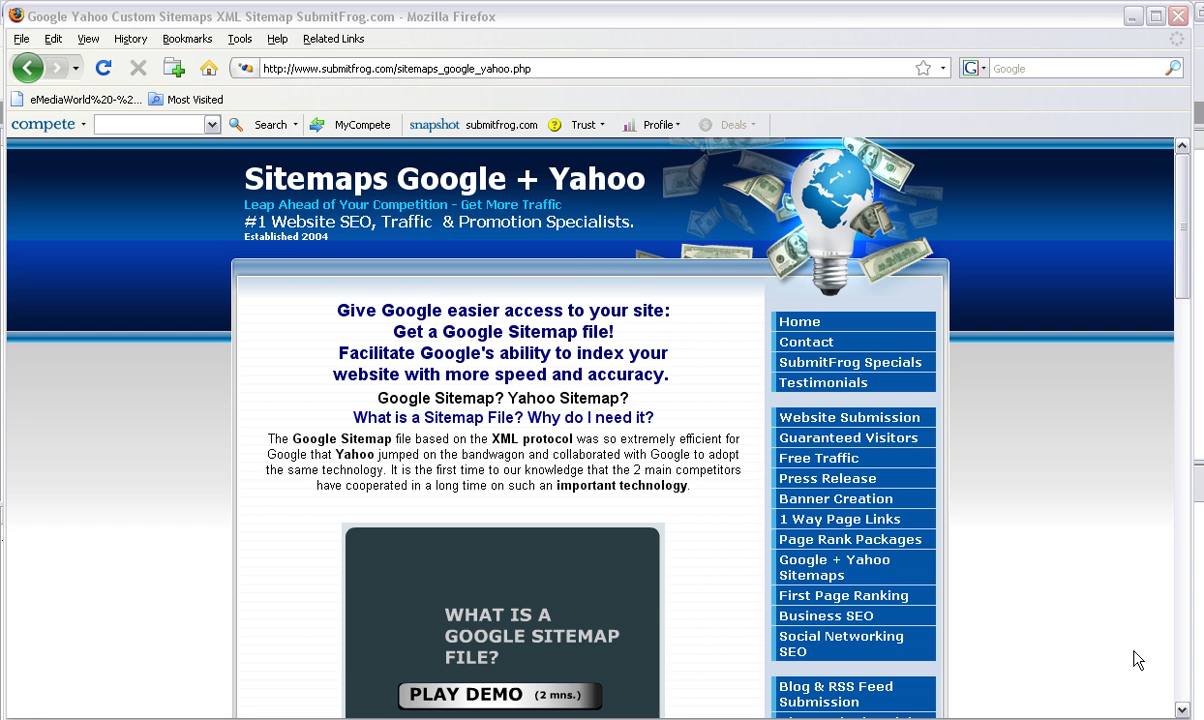 Google Yahoo Custom Sitemaps XML Sitemap SubmitFrog.com - Mozilla Firefox
File Edit View History Bookmarks Tools Help Related Links
http://www.submitfrog.com/sitemaps_google_yahoo.php
G Google
eMediaWorld%20-%2... Most Visited
compete Search MyCompete snapshot submitfrog.com Trust Profile Deals
Sitemaps Google + Yahoo
Leap Ahead of Your Competition - Get More Traffic
#1 Website SEO, Traffic & Promotion Specialists.
Established 2004
Give Google easier access to your site:
Get a Google Sitemap file!
Facilitate Google's ability to index your
website with more speed and accuracy.
Google Sitemap? Yahoo Sitemap?
What is a Sitemap File? Why do I need it?
The Google Sitemap file based on the XML protocol was so extremely efficient for
Google that Yahoo jumped on the bandwagon and collaborated with Google to adopt
the same technology. It is the first time to our knowledge that the 2 main competitors
have cooperated in a long time on such an important technology.
WHAT IS A
GOOGLE SITEMAP
FILE?
PLAY DEMO (2 mns.)
Home
Contact
SubmitFrog Specials
Testimonials
Website Submission
Guaranteed Visitors
Free Traffic
Press Release
Banner Creation
1 Way Page Links
Page Rank Packages
Google + Yahoo
Sitemaps
First Page Ranking
Business SEO
Social Networking
SEO
Blog & RSS Feed
Submission